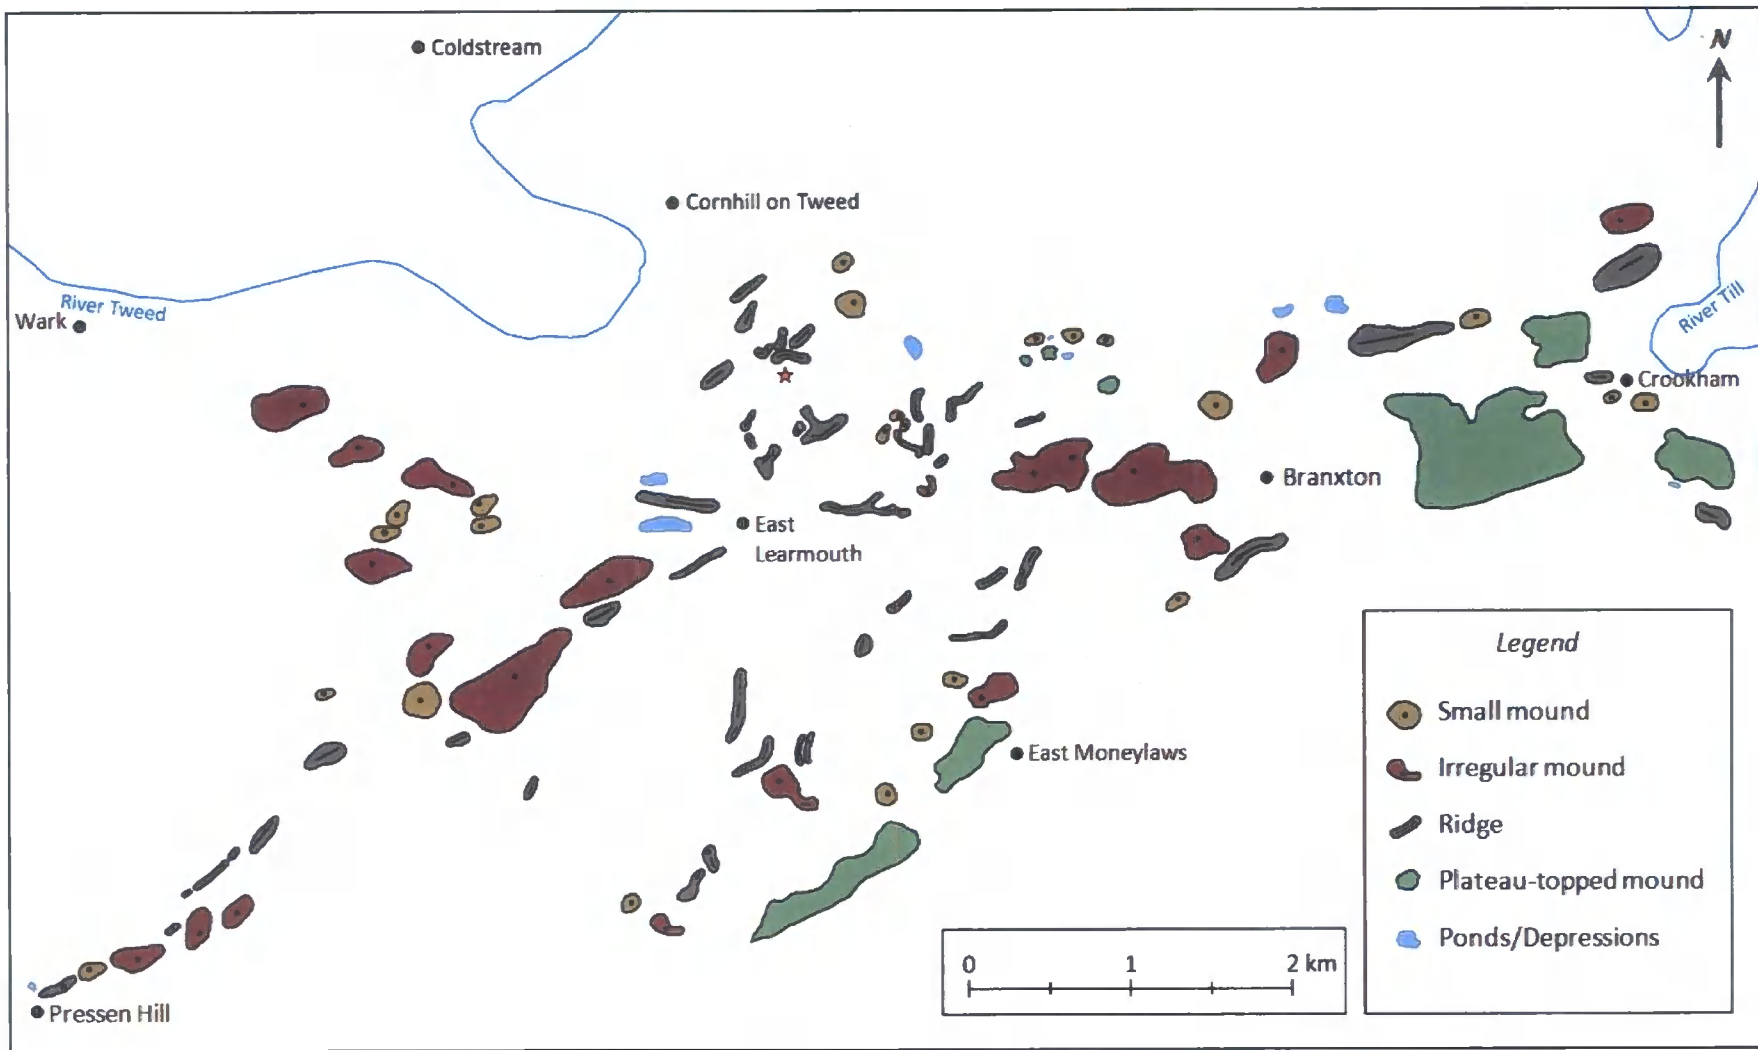 Coldstream
N
Cornhill on Tweed
River Tweed
Wark
River Till
Crookham
Branxton
East
Learmouth
East Moneylaws
Pressen Hill
0 1 2 km
Legend
Small mound
Irregular mound
Ridge
Plateau-topped mound
Ponds/Depressions